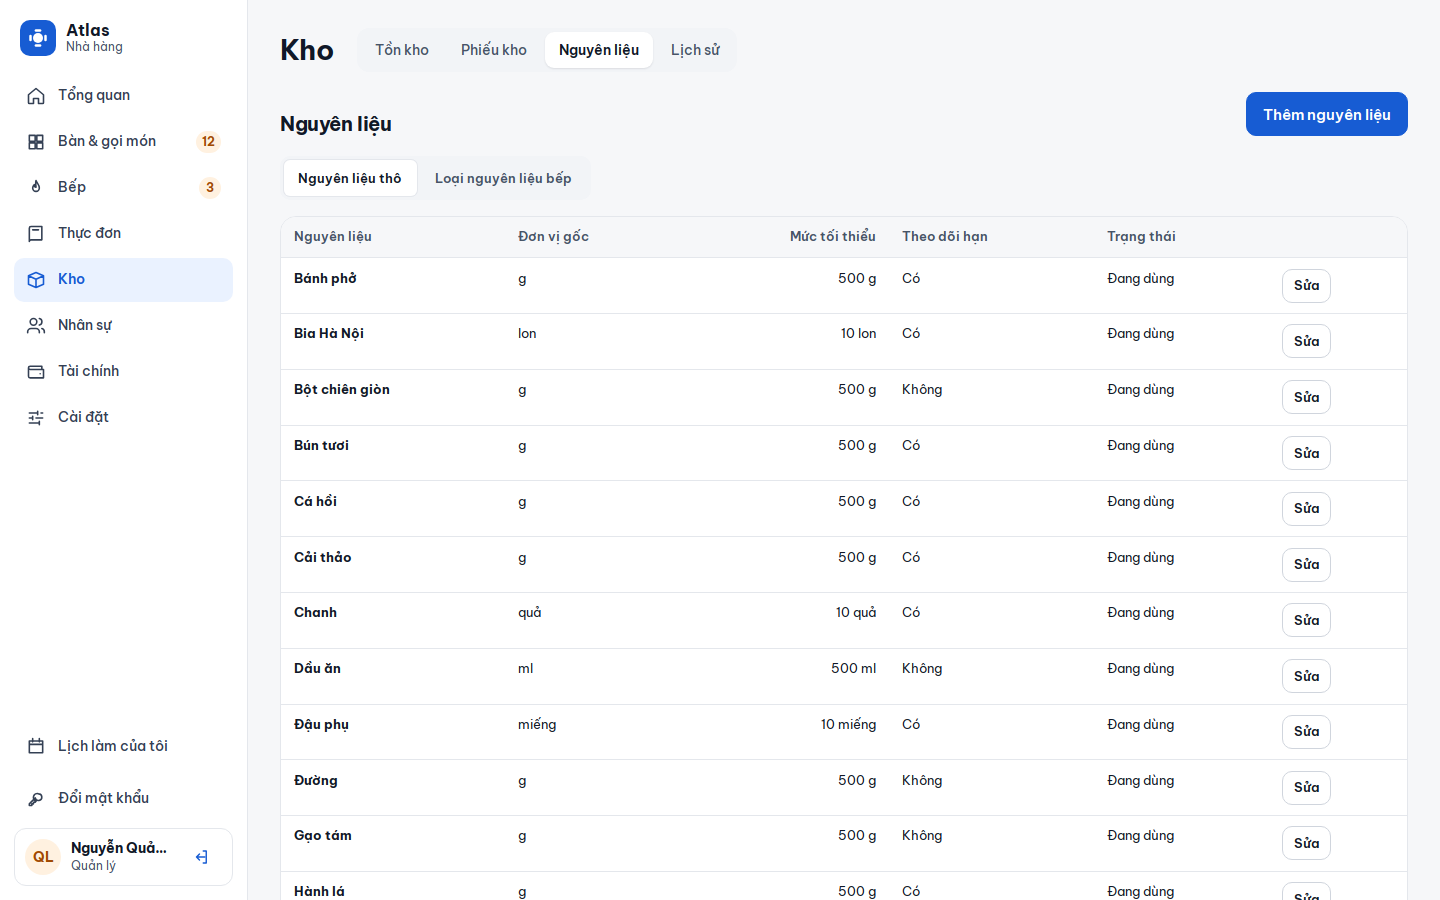 Atlas
Nhà hàng
Tổng quan
Bàn & gọi món 12
Bếp 3
Thực đơn
Kho
Nhân sự
Tài chính
Cài đặt
Lịch làm của tôi
Đổi mật khẩu
QL
Nguyễn Quả...
Quản lý
Kho
Tồn kho Phiếu kho Nguyên liệu Lịch sử
Nguyên liệu
Thêm nguyên liệu
Nguyên liệu thô Loại nguyên liệu bếp
Nguyên liệu Đơn vị gốc Mức tối thiểu Theo dõi hạn Trạng thái
Bánh phở g 500 g Có Đang dùng Sửa
Bia Hà Nội lon 10 lon Có Đang dùng Sửa
Bột chiên giòn g 500 g Không Đang dùng Sửa
Bún tươi g 500 g Có Đang dùng Sửa
Cá hồi g 500 g Có Đang dùng Sửa
Cải thảo g 500 g Có Đang dùng Sửa
Chanh quả 10 quả Có Đang dùng Sửa
Dầu ăn ml 500 ml Không Đang dùng Sửa
Đậu phụ miếng 10 miếng Có Đang dùng Sửa
Đường g 500 g Không Đang dùng Sửa
Gạo tám g 500 g Không Đang dùng Sửa
Hành lá g 500 g Có Đang dùng Sửa